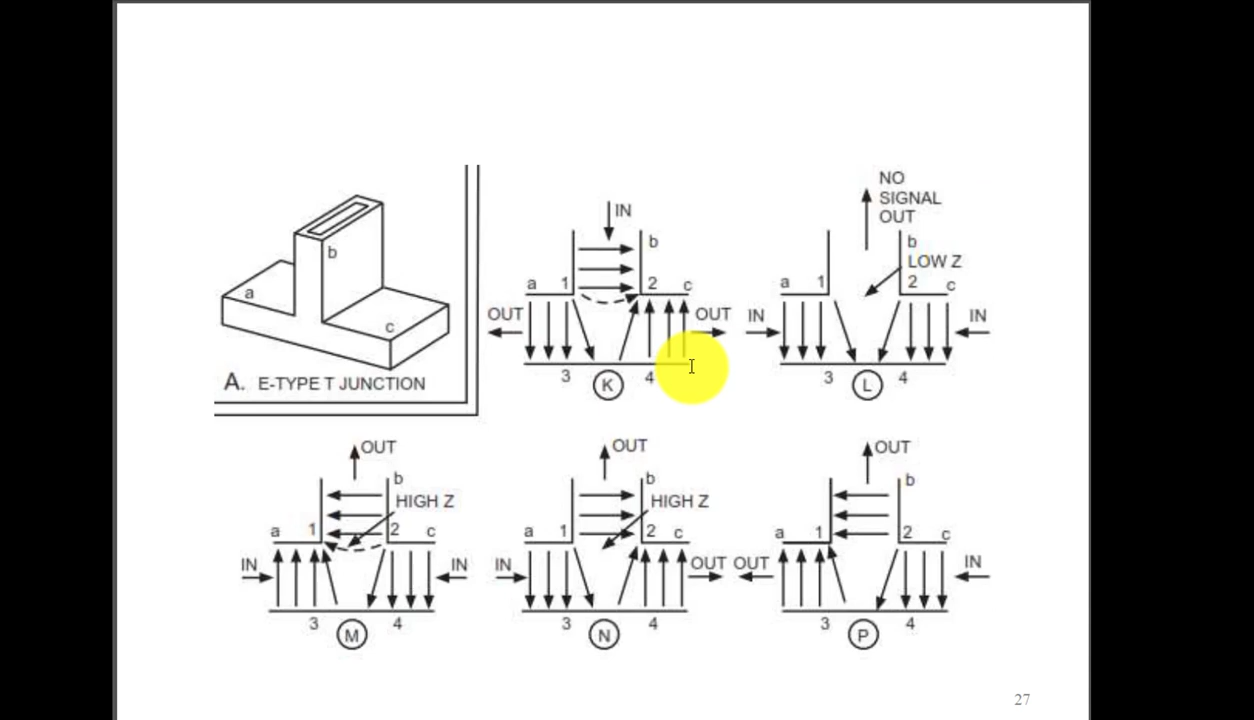 b
a
c
A. E-TYPE T JUNCTION
IN
b
a 1 2 c
OUT OUT
3 K 4
NO
SIGNAL
OUT
b
LOW Z
a 1 2 c
IN IN
3 L 4
OUT
b
HIGH Z
a 1 2 c
IN IN
3 M 4
OUT
b
HIGH Z
a 1 2 c
IN OUT
3 N 4
OUT
b
a 1 2 c
OUT IN
3 P 4
27